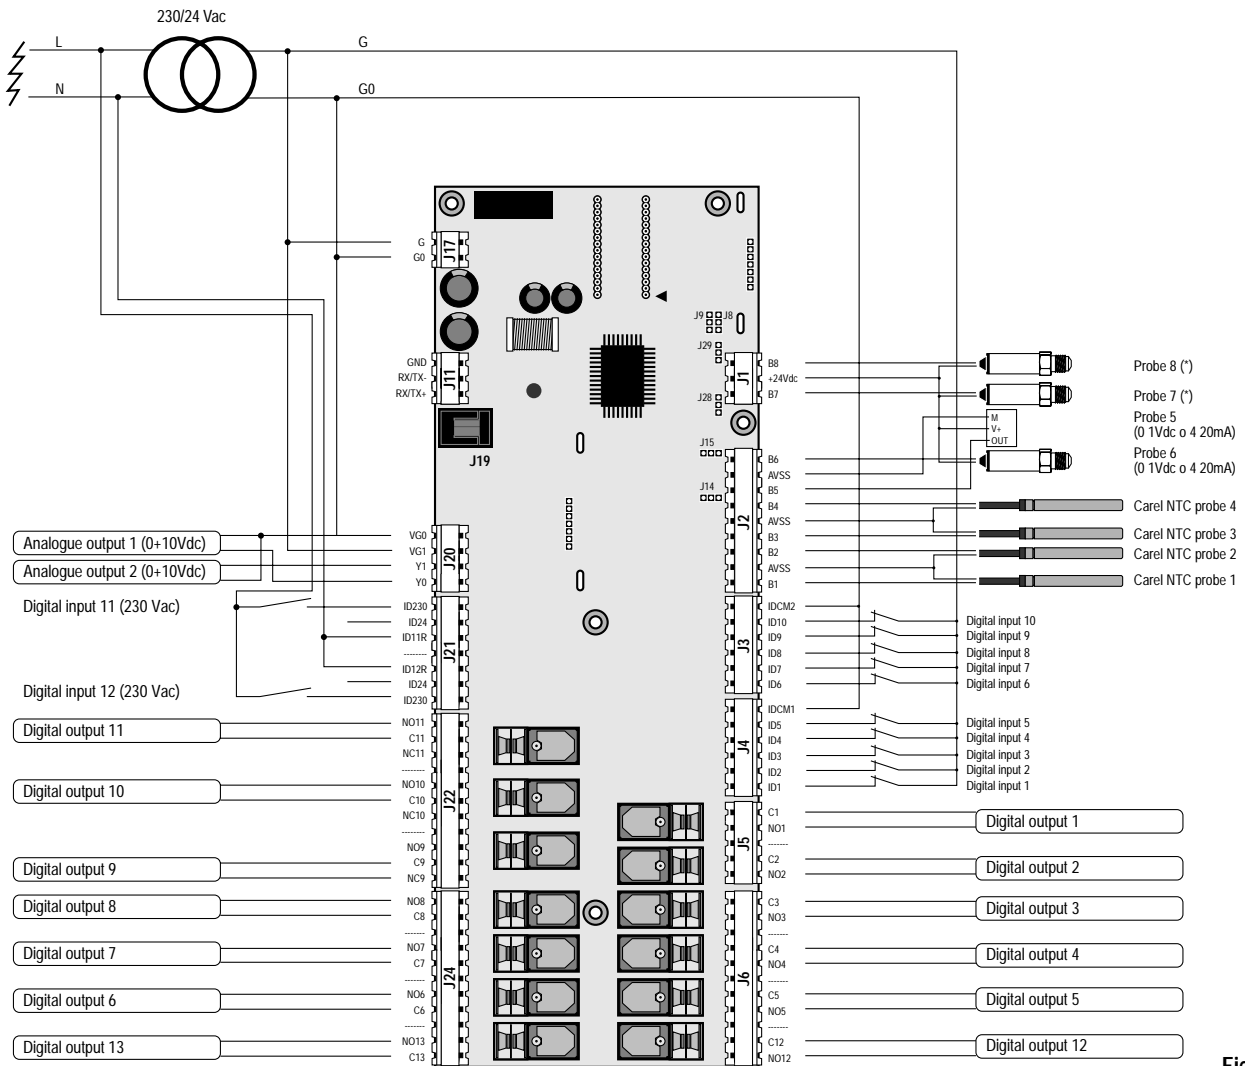 230/24 Vac
L
G
N
G0
G
G0
J17
J9
J8
J29
GND
RX/TX-
RX/TX+
J11
J1
B8
+24Vdc
B7
Probe 8 (*)
Probe 7 (*)
J28
M
V+
OUT
Probe 5
(0 1Vdc o 4 20mA)
Probe 6
(0 1Vdc o 4 20mA)
J19
J15
J14
J2
B6
AVSS
B5
B4
AVSS
B3
B2
AVSS
B1
Carel NTC probe 4
Carel NTC probe 3
Carel NTC probe 2
Carel NTC probe 1
Analogue output 1 (0+10Vdc)
Analogue output 2 (0+10Vdc)
VG0
VG1
Y1
Y0
J20
Digital input 11 (230 Vac)
Digital input 12 (230 Vac)
ID230
ID24
ID11R
--------
ID12R
ID24
ID230
J21
J3
IDCM2
ID10
ID9
ID8
ID7
ID6
Digital input 10
Digital input 9
Digital input 8
Digital input 7
Digital input 6
J4
IDCM1
ID5
ID4
ID3
ID2
ID1
Digital input 5
Digital input 4
Digital input 3
Digital input 2
Digital input 1
Digital output 11
Digital output 10
Digital output 9
NO11
C11
NC11
--------
NO10
C10
NC10
--------
NO9
C9
NC9
J22
J5
C1
NO1
-------
C2
NO2
Digital output 1
Digital output 2
Digital output 8
Digital output 7
Digital output 6
Digital output 13
NO8
C8
-------
NO7
C7
-------
NO6
C6
-------
NO13
C13
J24
J6
C3
NO3
-------
C4
NO4
-------
C5
NO5
-------
C12
NO12
Digital output 3
Digital output 4
Digital output 5
Digital output 12